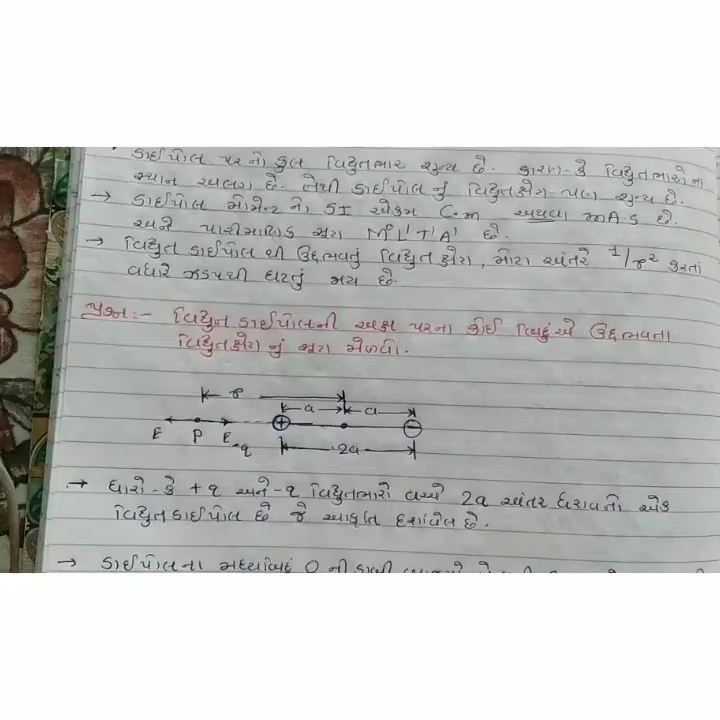 ડાઈપોલ પરનો કુલ વિદ્યુતભાર શુન્ય છે. કારણ-કે વિદ્યુતભારોના
સ્થાન અલગ છે. તેથી ડાઈપોલ નું વિદ્યુતક્ષેત્ર પણ શુન્ય છે.
→ ડાઈપોલ મોમેન્ટ નો SI એકમ C.m અથવા mA.s છે.
અને પારિમાણિક સૂત્ર M⁰L¹T¹A¹ છે.
→ વિદ્યુત ડાઈપોલ થી ઉદ્દભવતું વિદ્યુત ક્ષેત્ર, મોટા અંતરે 1/r² કરતાં
વધારે ઝડપથી ઘટતું જાય છે.
પ્રશ્ન:- વિદ્યુત ડાઈપોલની અક્ષ પરના કોઈ બિંદુએ ઉદ્દભવતા
વિદ્યુતક્ષેત્ર નું સૂત્ર મેળવો.
r
a a
E P E-q + −
2a
→ ધારો-કે +q અને -q વિદ્યુતભારો વચ્ચે 2a અંતર ધરાવતી એક
વિદ્યુત ડાઈપોલ છે જે આકૃતિ દર્શાવેલ છે.
→ ડાઈપોલના મધ્યબિંદુ O ની